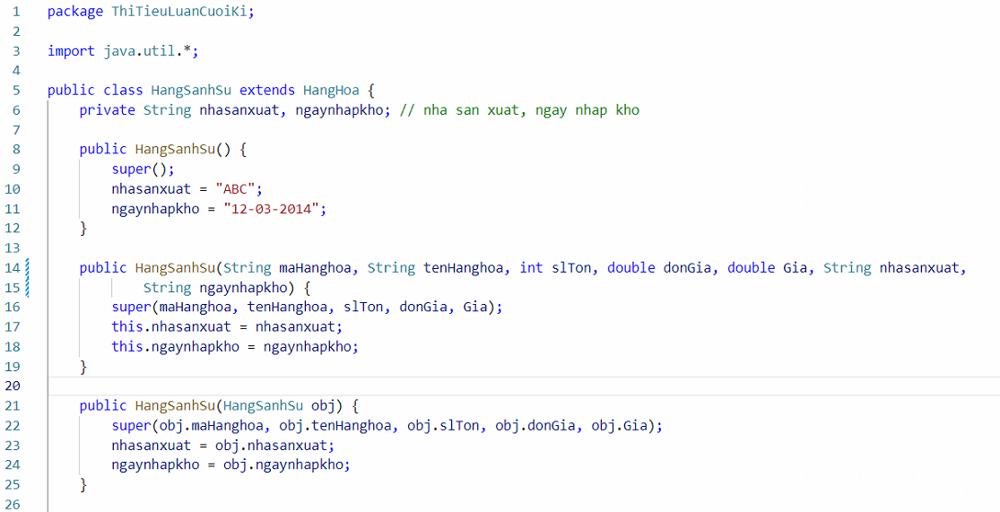 1 package ThiTieuLuanCuoiKi;
2
3 import java.util.*;
4
5 public class HangSanhSu extends HangHoa {
6     private String nhasanxuat, ngaynhapkho; // nha san xuat, ngay nhap kho
7
8     public HangSanhSu() {
9         super();
10         nhasanxuat = "ABC";
11         ngaynhapkho = "12-03-2014";
12     }
13
14     public HangSanhSu(String maHanghoa, String tenHanghoa, int slTon, double donGia, double Gia, String nhasanxuat,
15             String ngaynhapkho) {
16         super(maHanghoa, tenHanghoa, slTon, donGia, Gia);
17         this.nhasanxuat = nhasanxuat;
18         this.ngaynhapkho = ngaynhapkho;
19     }
20
21     public HangSanhSu(HangSanhSu obj) {
22         super(obj.maHanghoa, obj.tenHanghoa, obj.slTon, obj.donGia, obj.Gia);
23         nhasanxuat = obj.nhasanxuat;
24         ngaynhapkho = obj.ngaynhapkho;
25     }
26